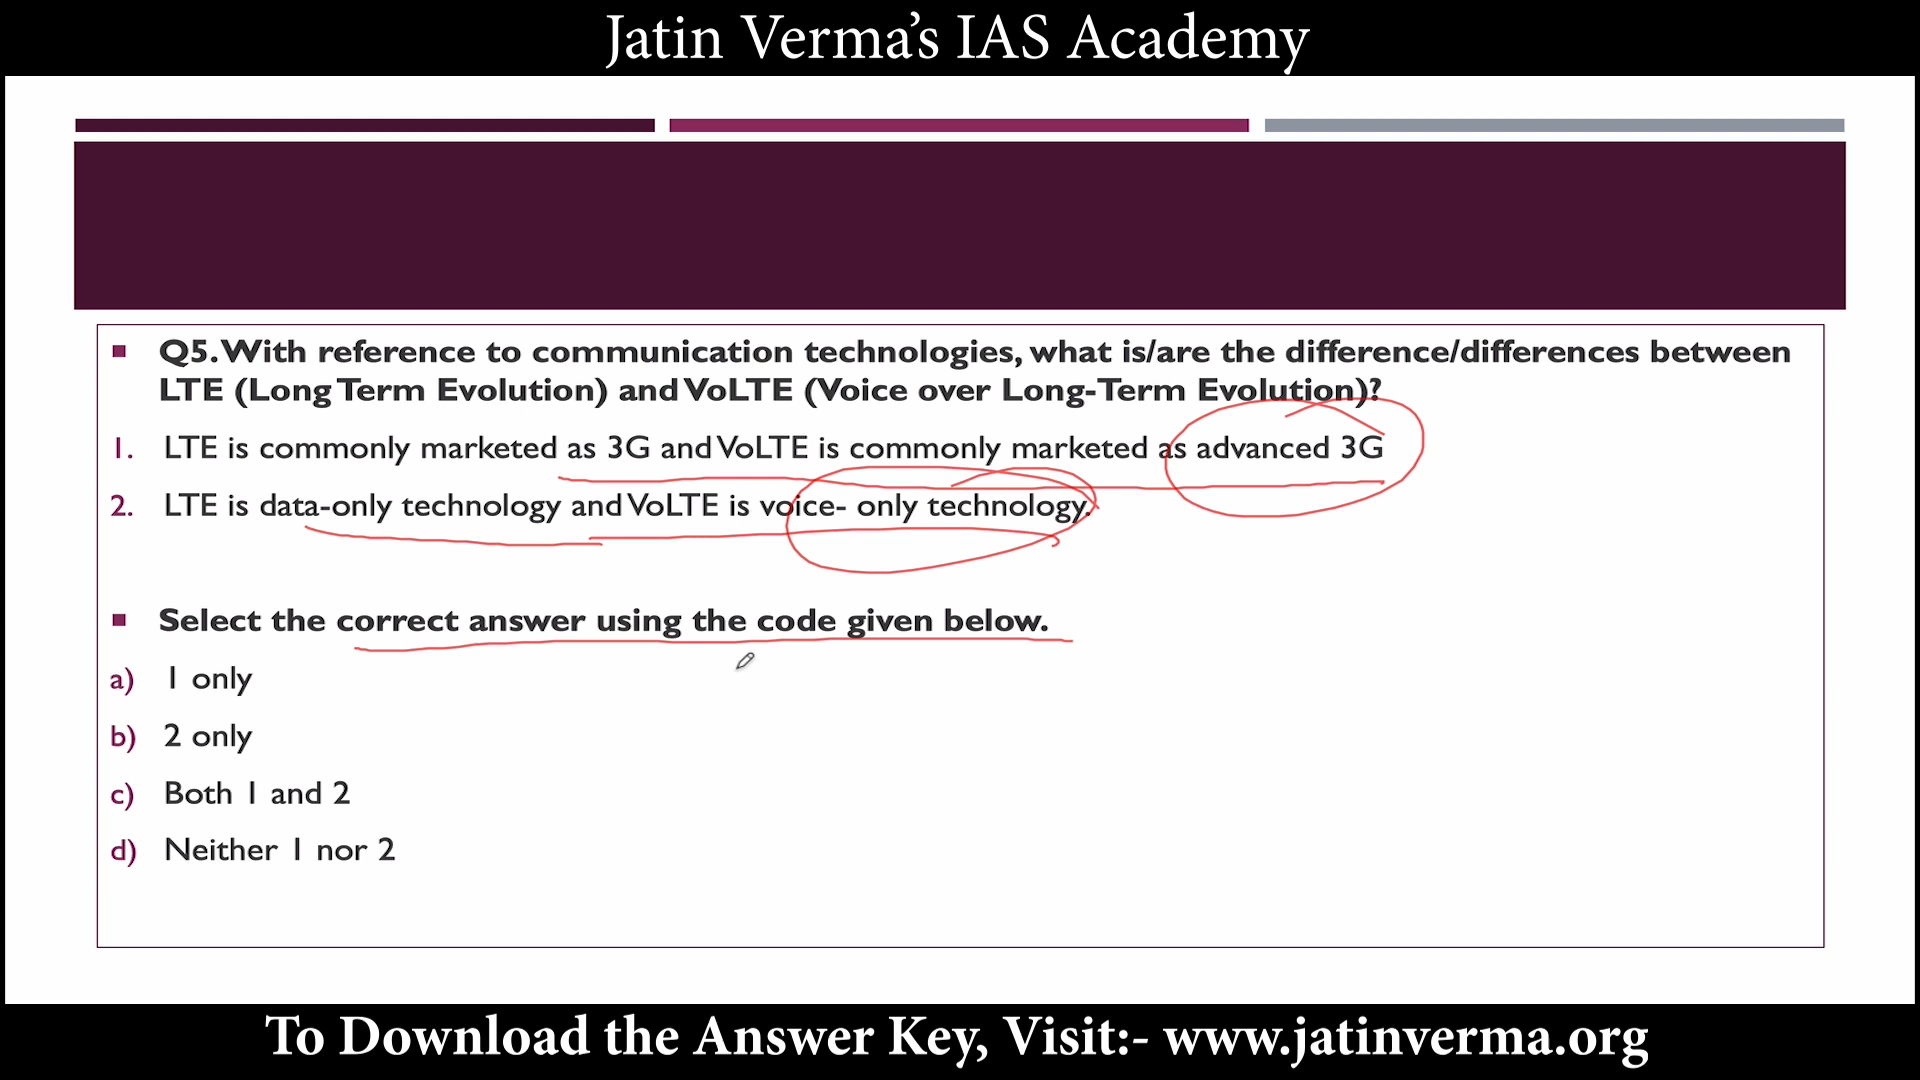 Jatin Verma's IAS Academy
Q5. With reference to communication technologies, what is/are the difference/differences between
LTE (Long Term Evolution) and VoLTE (Voice over Long-Term Evolution)?
1. LTE is commonly marketed as 3G and VoLTE is commonly marketed as advanced 3G
2. LTE is data-only technology and VoLTE is voice- only technology.
Select the correct answer using the code given below.
a) 1 only
b) 2 only
c) Both 1 and 2
d) Neither 1 nor 2
To Download the Answer Key, Visit:- www.jatinverma.org